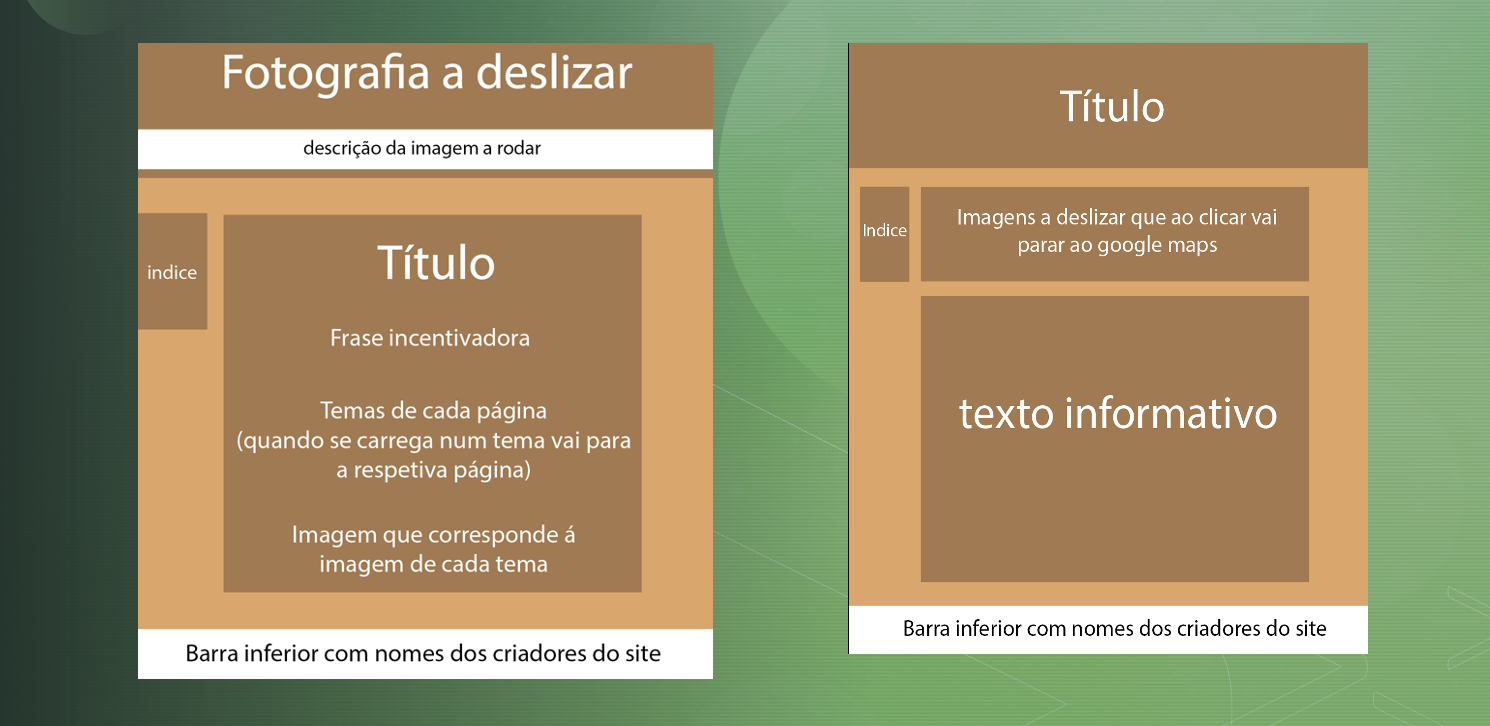 Fotografia a deslizar
descrição da imagem a rodar
indice
Título
Frase incentivadora
Temas de cada página
(quando se carrega num tema vai para
a respetiva página)
Imagem que corresponde á
imagem de cada tema
Barra inferior com nomes dos criadores do site
Título
Indice
Imagens a deslizar que ao clicar vai
parar ao google maps
texto informativo
Barra inferior com nomes dos criadores do site